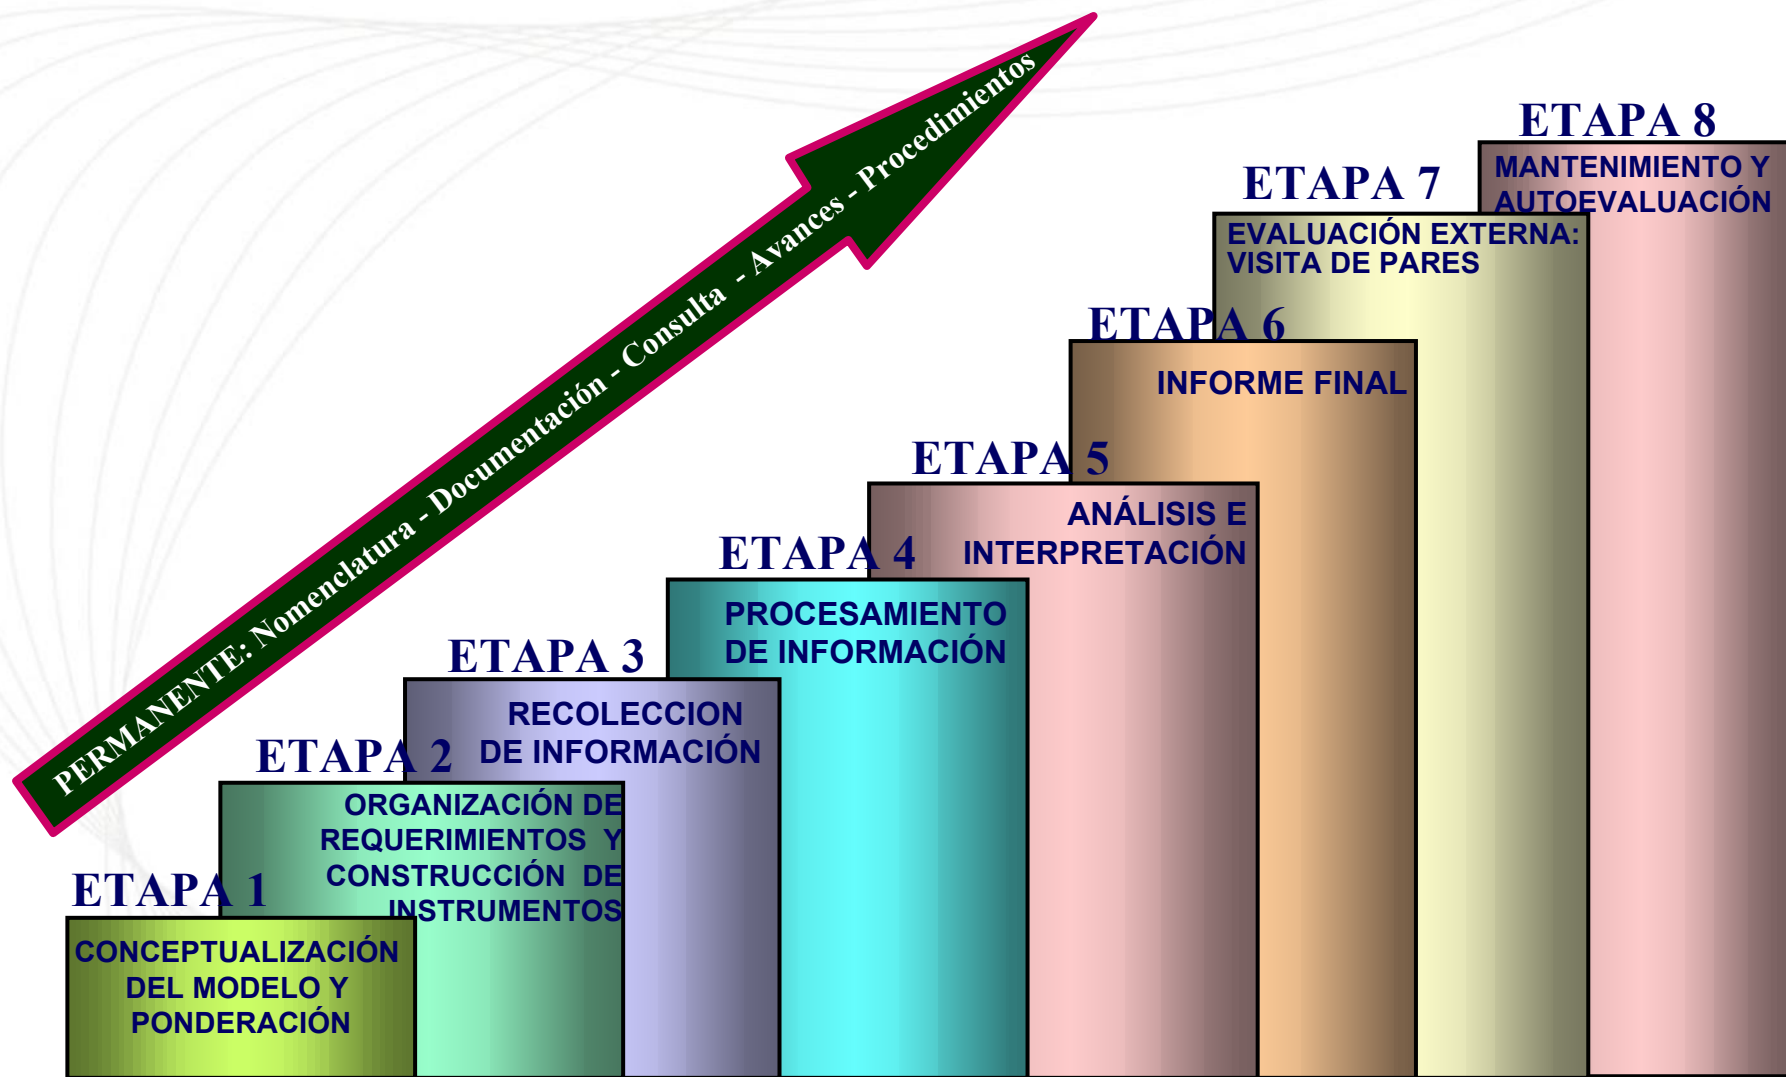 PERMANENTE: Nomenclatura - Documentación - Consulta - Avances - Procedimientos
ETAPA 1
CONCEPTUALIZACIÓN
DEL MODELO Y
PONDERACIÓN
ETAPA 2
ORGANIZACIÓN DE
REQUERIMIENTOS Y
CONSTRUCCIÓN DE
INSTRUMENTOS
ETAPA 3
RECOLECCION
DE INFORMACIÓN
ETAPA 4
PROCESAMIENTO
DE INFORMACIÓN
ETAPA 5
ANÁLISIS E
INTERPRETACIÓN
ETAPA 6
INFORME FINAL
ETAPA 7
EVALUACIÓN EXTERNA:
VISITA DE PARES
ETAPA 8
MANTENIMIENTO Y
AUTOEVALUACIÓN